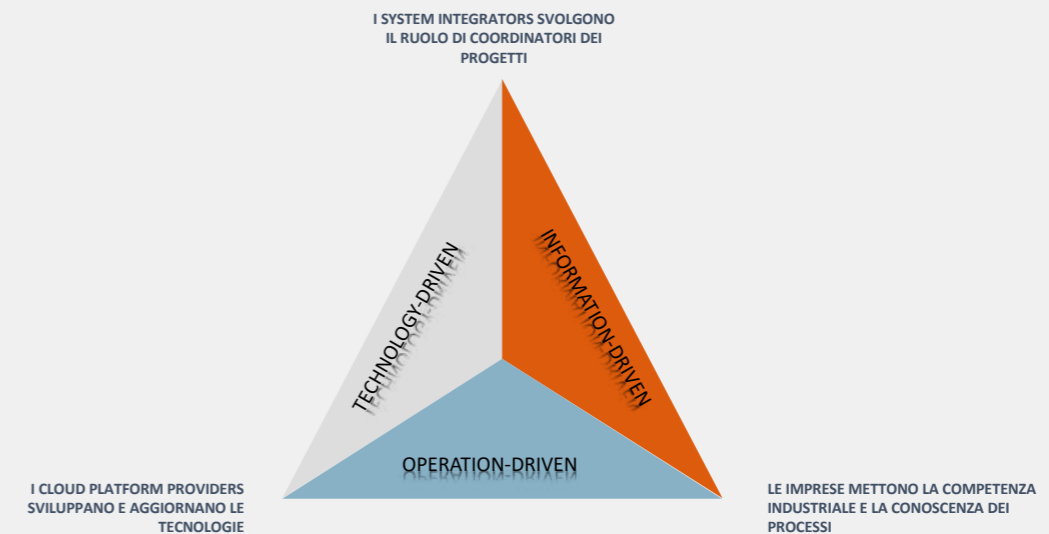 I SYSTEM INTEGRATORS SVOLGONO
IL RUOLO DI COORDINATORI DEI
PROGETTI
TECHNOLOGY-DRIVEN
INFORMATION-DRIVEN
OPERATION-DRIVEN
I CLOUD PLATFORM PROVIDERS
SVILUPPANO E AGGIORNANO LE
TECNOLOGIE
LE IMPRESE METTONO LA COMPETENZA
INDUSTRIALE E LA CONOSCENZA DEI
PROCESSI